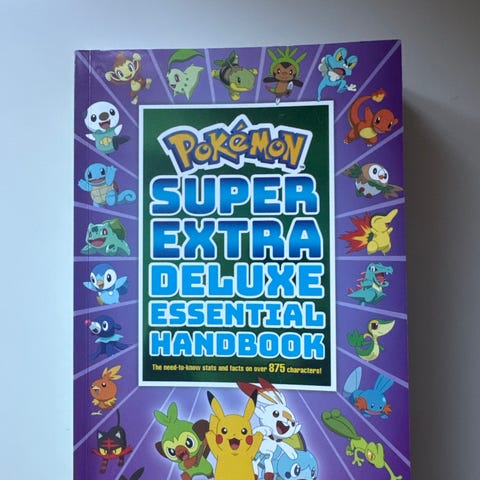 POKéMON
SUPER
EXTRA
DELUXE
ESSENTIAL
HANDBOOK
The need-to-know stats and facts on over 875 characters!